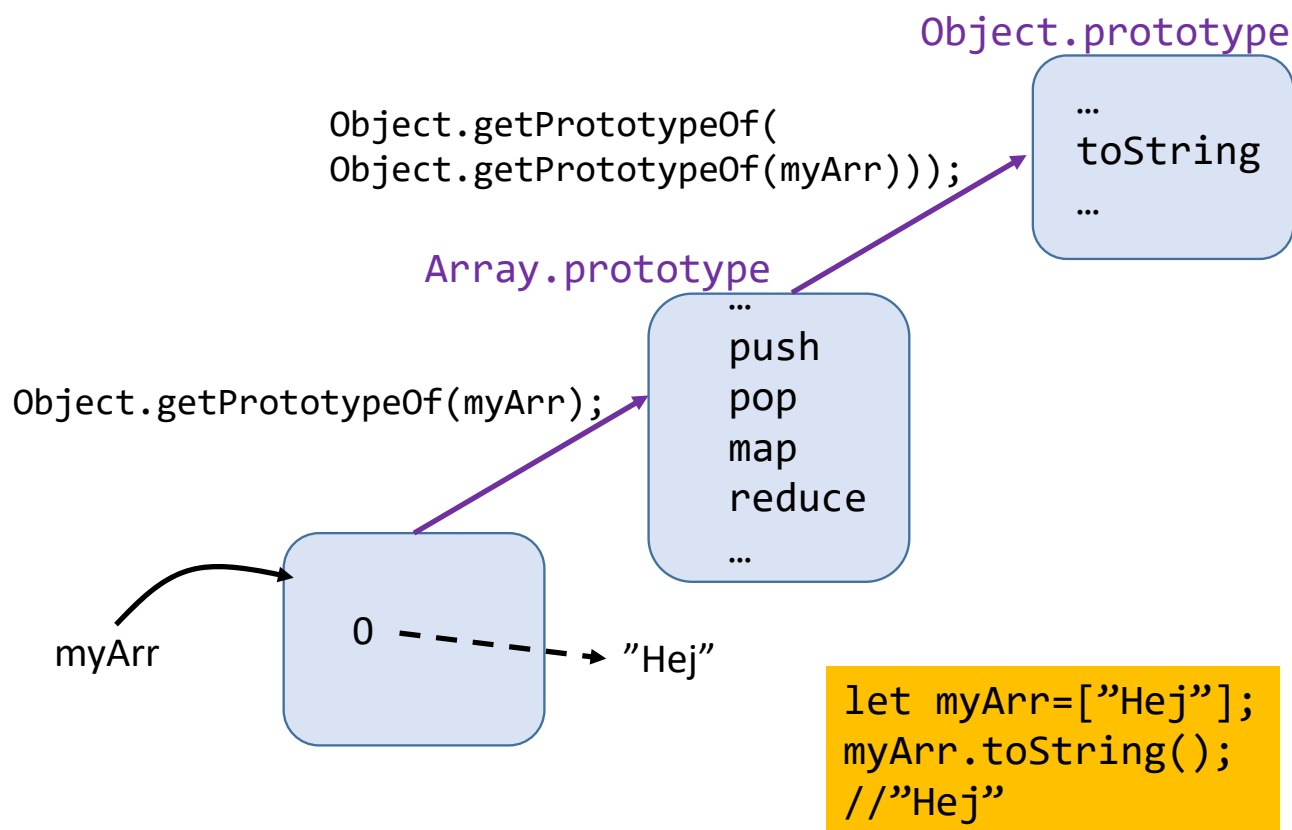 Object.prototype
…
toString
…
Object.getPrototypeOf(
Object.getPrototypeOf(myArr)));
Array.prototype
…
push
pop
map
reduce
…
Object.getPrototypeOf(myArr);
0
myArr
”Hej”
let myArr=[”Hej”];
myArr.toString();
//”Hej”